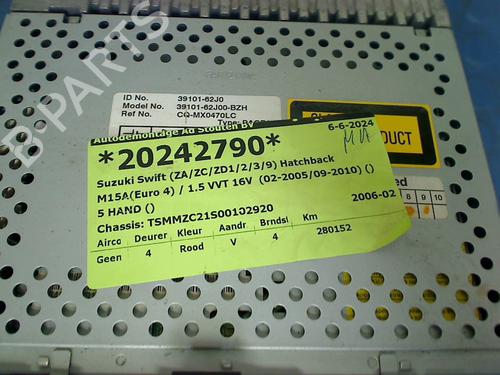 ID No. 39101-62J0
Model No. 39101-62J00-BZH
Ref No. CQ-MX0470LC
PRODUCT
Autodemontage Ad Stouten BV
6-6-2024
*20242790*
Suzuki Swift (ZA/ZC/ZD1/2/3/9) Hatchback
M15A(Euro 4) / 1.5 VVT 16V (02-2005/09-2010) ()
5 HAND ()
Chassis: TSMMZC21S00102920
2006-02
Airco Deuren Kleur Aandr Brndsl Km
Geen 4 Rood V 4 280152
8 9 10
B-PARTS